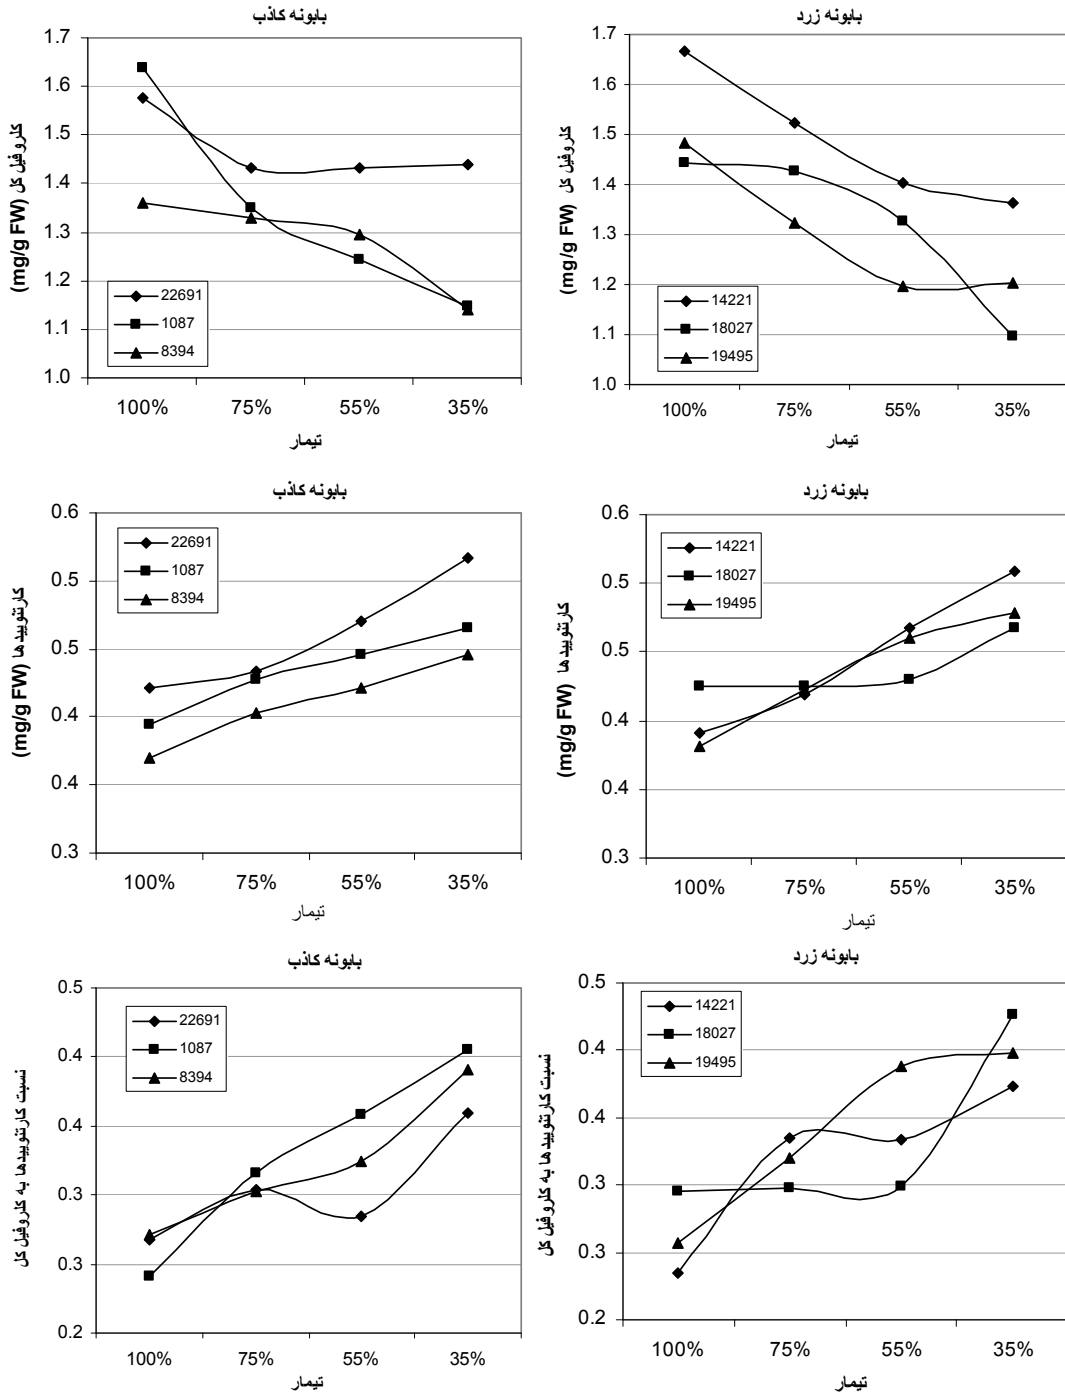 بابونه کاذب
کلروفیل کل (mg/g FW)
1.7
1.6
1.5
1.4
1.3
1.2
1.1
1.0
22691
1087
8394
100% 75% 55% 35%
تیمار
بابونه زرد
کلروفیل کل (mg/g FW)
1.7
1.6
1.5
1.4
1.3
1.2
1.1
1.0
14221
18027
19495
100% 75% 55% 35%
تیمار
بابونه کاذب
کارتنوییدها (mg/g FW)
0.6
0.5
0.5
0.4
0.4
0.3
22691
1087
8394
100% 75% 55% 35%
تیمار
بابونه زرد
کارتنوییدها (mg/g FW)
0.6
0.5
0.5
0.4
0.4
0.3
14221
18027
19495
100% 75% 55% 35%
تیمار
بابونه کاذب
نسبت کارتنوییدها به کلروفیل کل
0.5
0.4
0.4
0.3
0.3
0.2
22691
1087
8394
100% 75% 55% 35%
تیمار
بابونه زرد
نسبت کارتنوییدها به کلروفیل کل
0.5
0.4
0.4
0.3
0.3
0.2
14221
18027
19495
100% 75% 55% 35%
تیمار